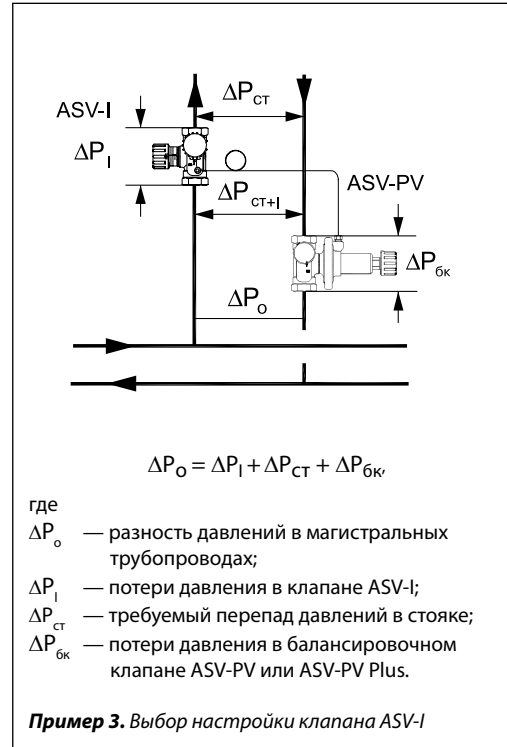 ΔPст
ASV-I
ΔPI
ASV-PV
ΔPст+I
ΔPбк
ΔPо
ΔPо = ΔPI + ΔPст + ΔPбк,
где
ΔPо — разность давлений в магистральных
трубопроводах;
ΔPI — потери давления в клапане ASV-I;
ΔPст — требуемый перепад давлений в стояке;
ΔPбк — потери давления в балансировочном
клапане ASV-PV или ASV-PV Plus.
Пример 3. Выбор настройки клапана ASV-I